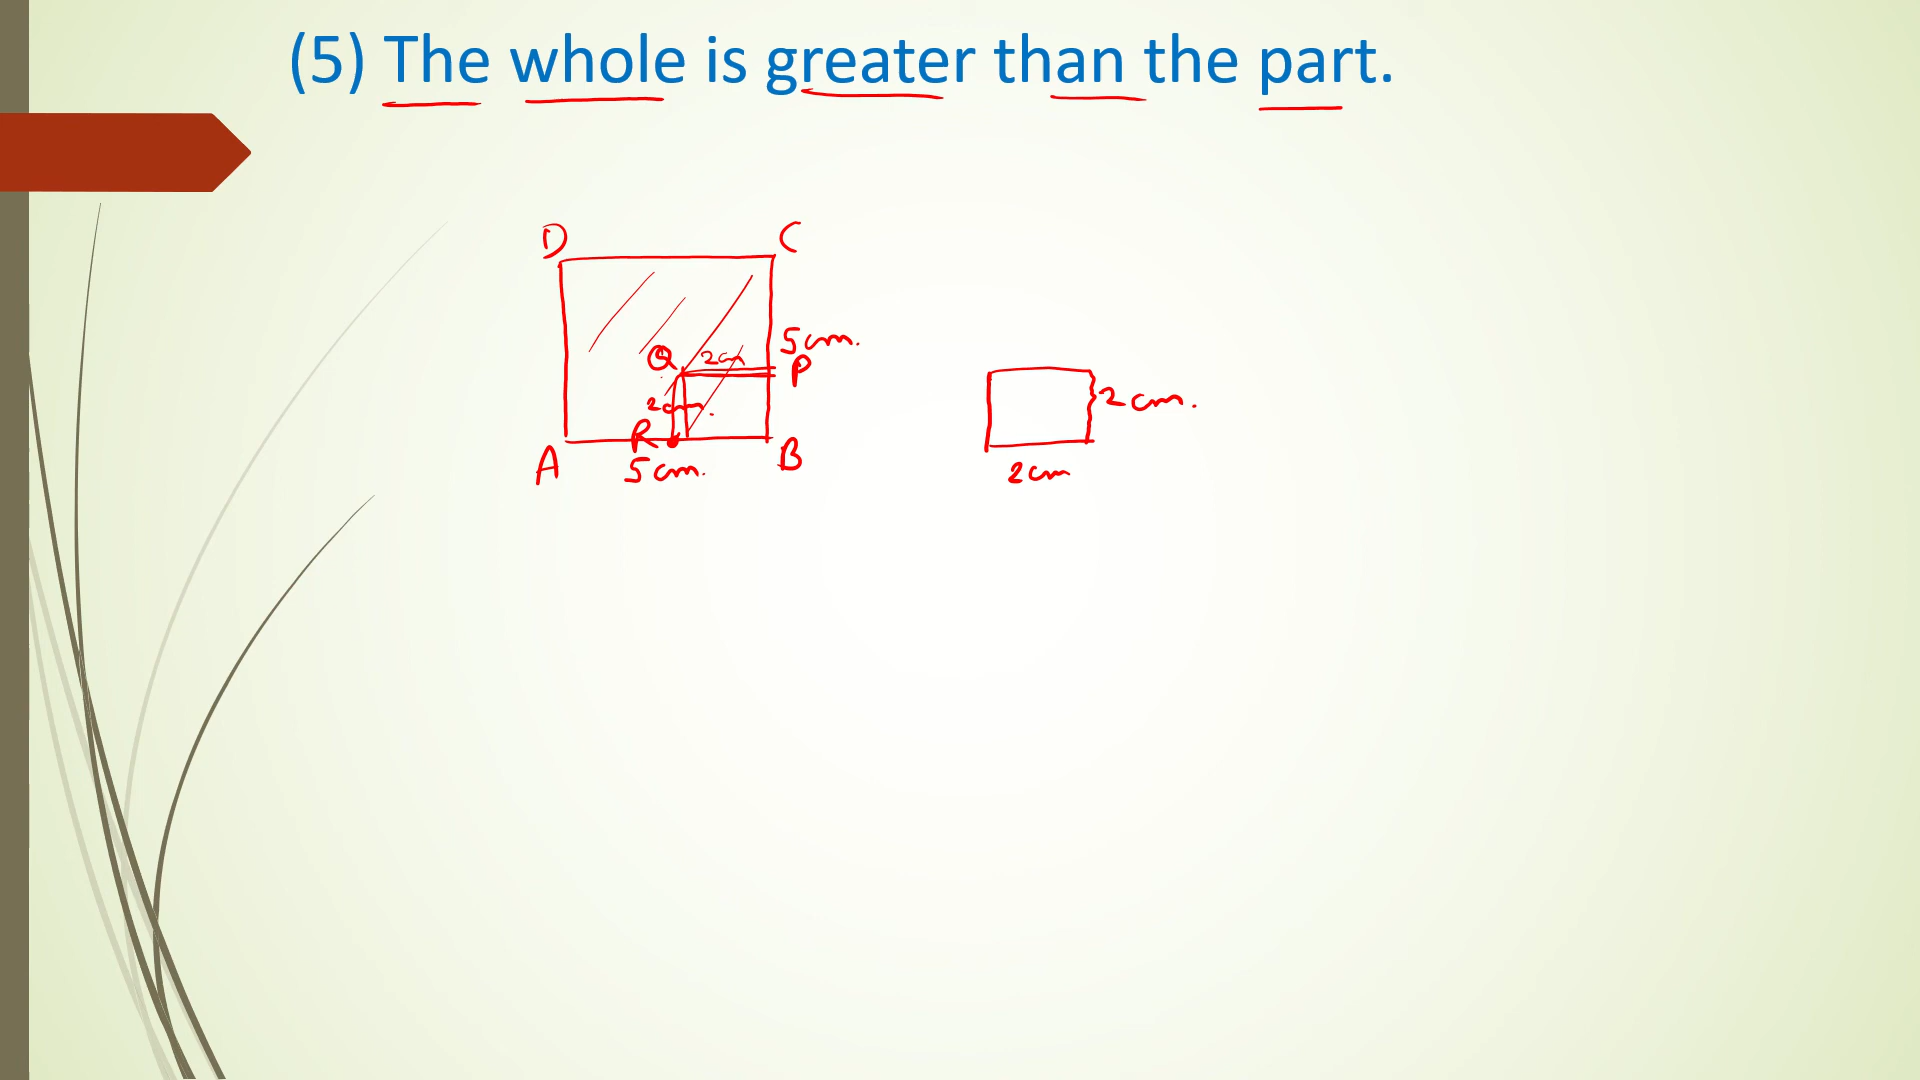 (5) The whole is greater than the part.
D
C
5cm.
Q
2cm
P
2cm.
R
A
5cm.
B
2cm.
2cm